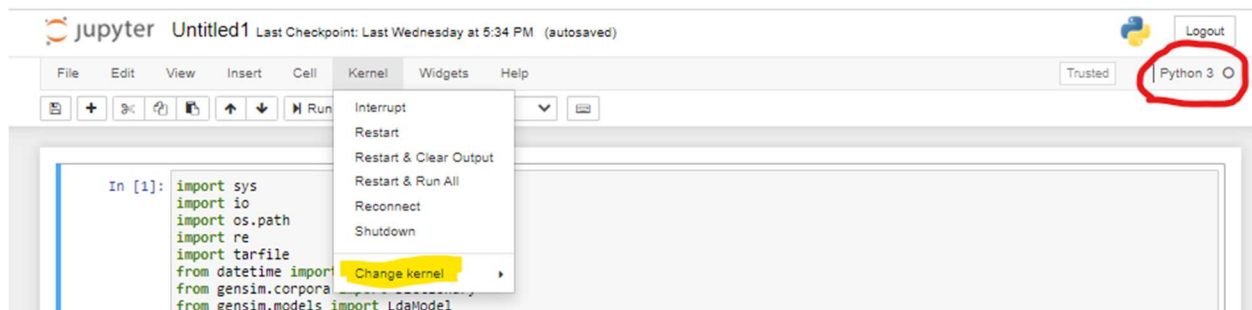 jupyter Untitled1 Last Checkpoint: Last Wednesday at 5:34 PM (autosaved)
Logout
File Edit View Insert Cell Kernel Widgets Help
Trusted
Python 3
Run
Interrupt
Restart
Restart & Clear Output
Restart & Run All
Reconnect
Shutdown
Change kernel
In [1]: import sys
import io
import os.path
import re
import tarfile
from datetime import
from gensim.corpora
from gensim.models import LdaModel